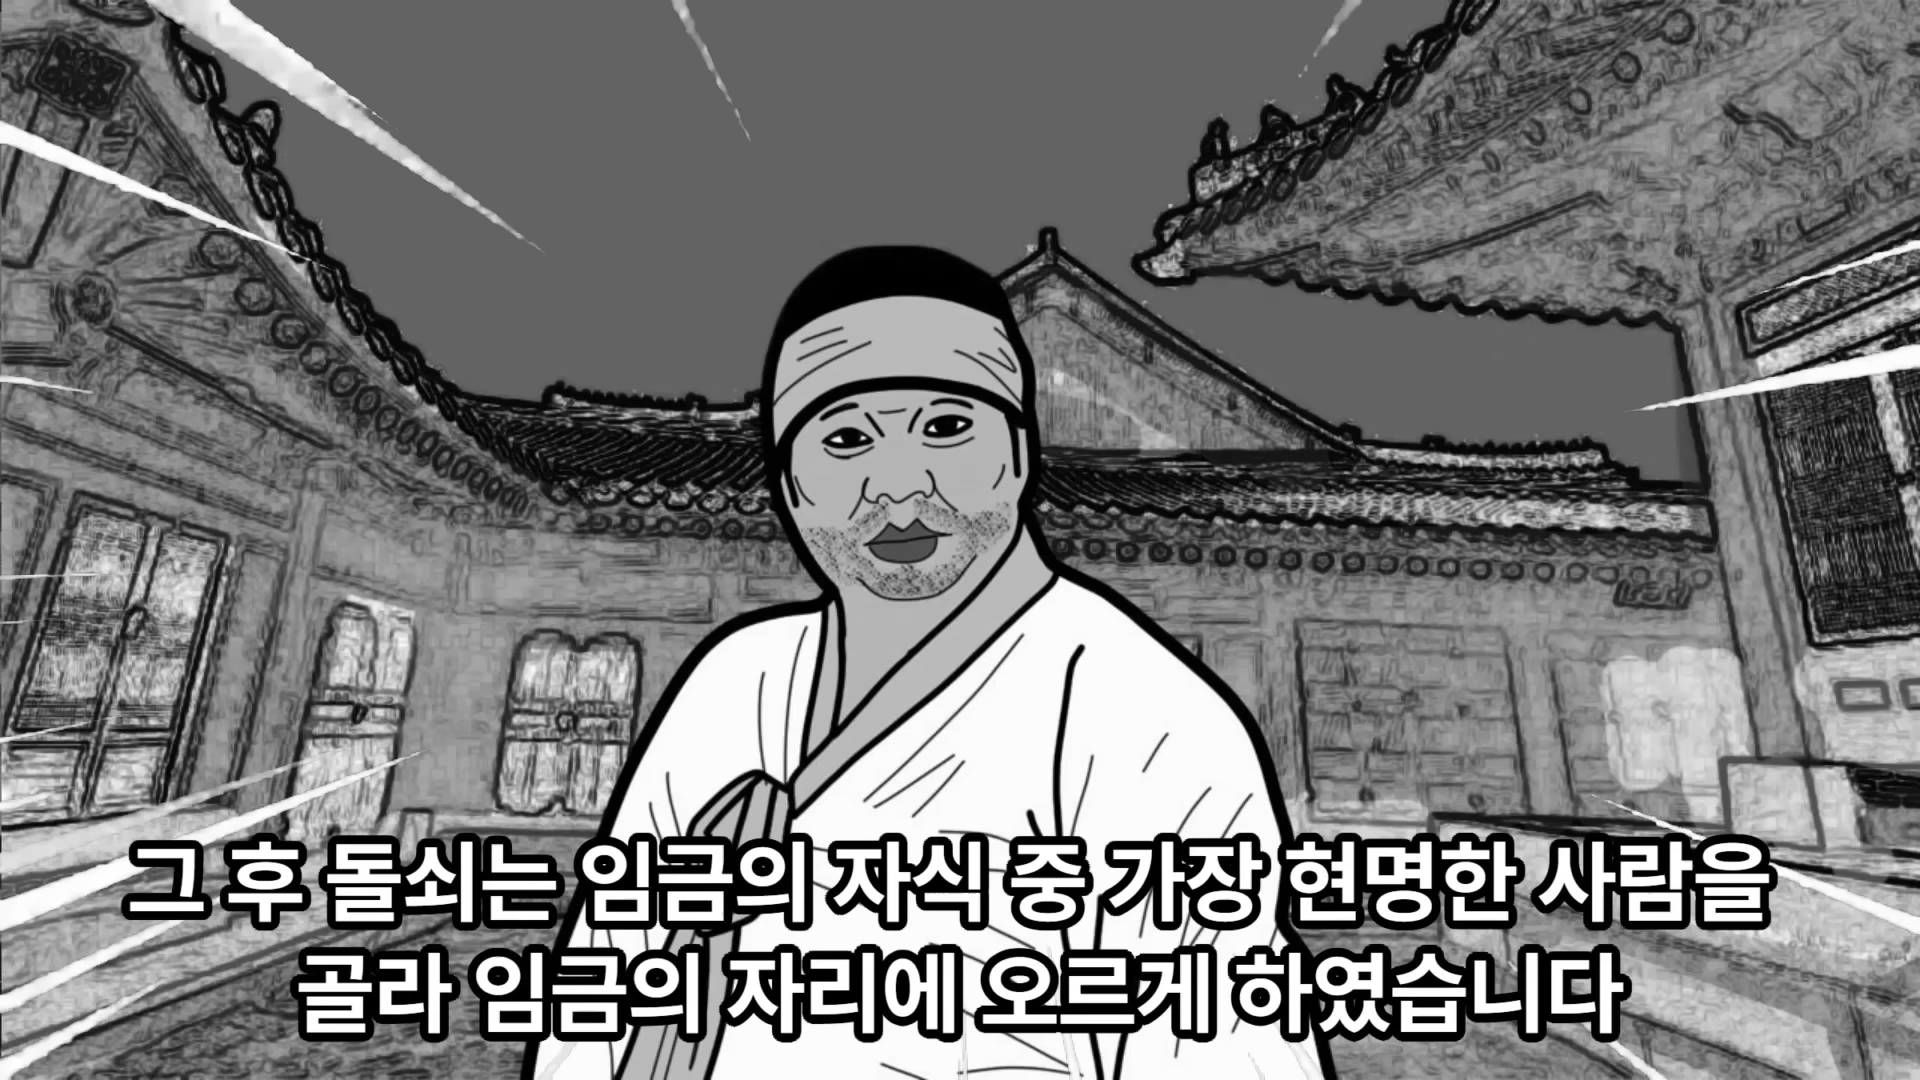 그 후 돌쇠는 임금의 자식 중 가장 현명한 사람을
골라 임금의 자리에 오르게 하였습니다